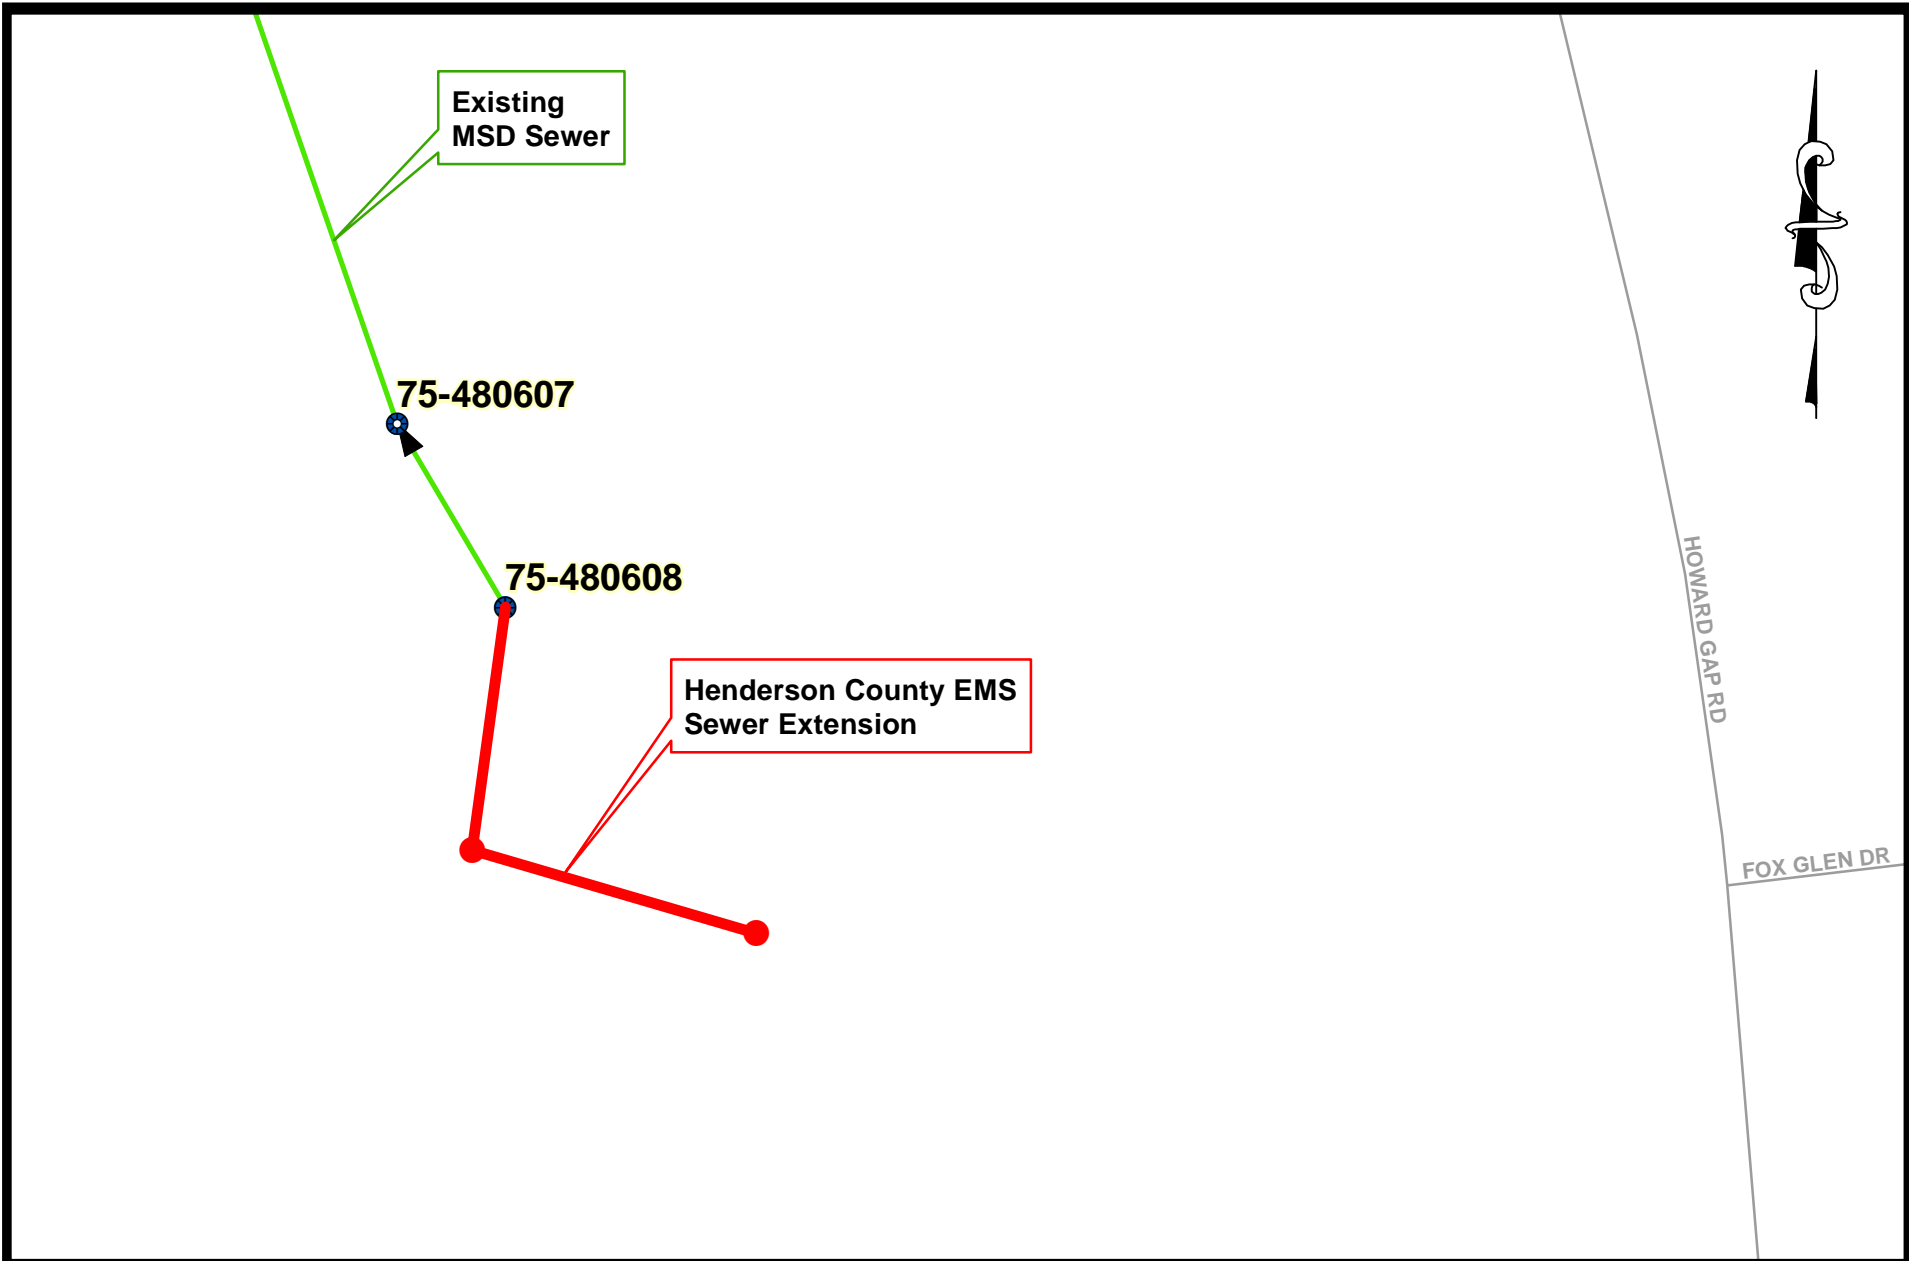 Existing
MSD Sewer
75-480607
75-480608
Henderson County EMS
Sewer Extension
HOWARD GAP RD
FOX GLEN DR